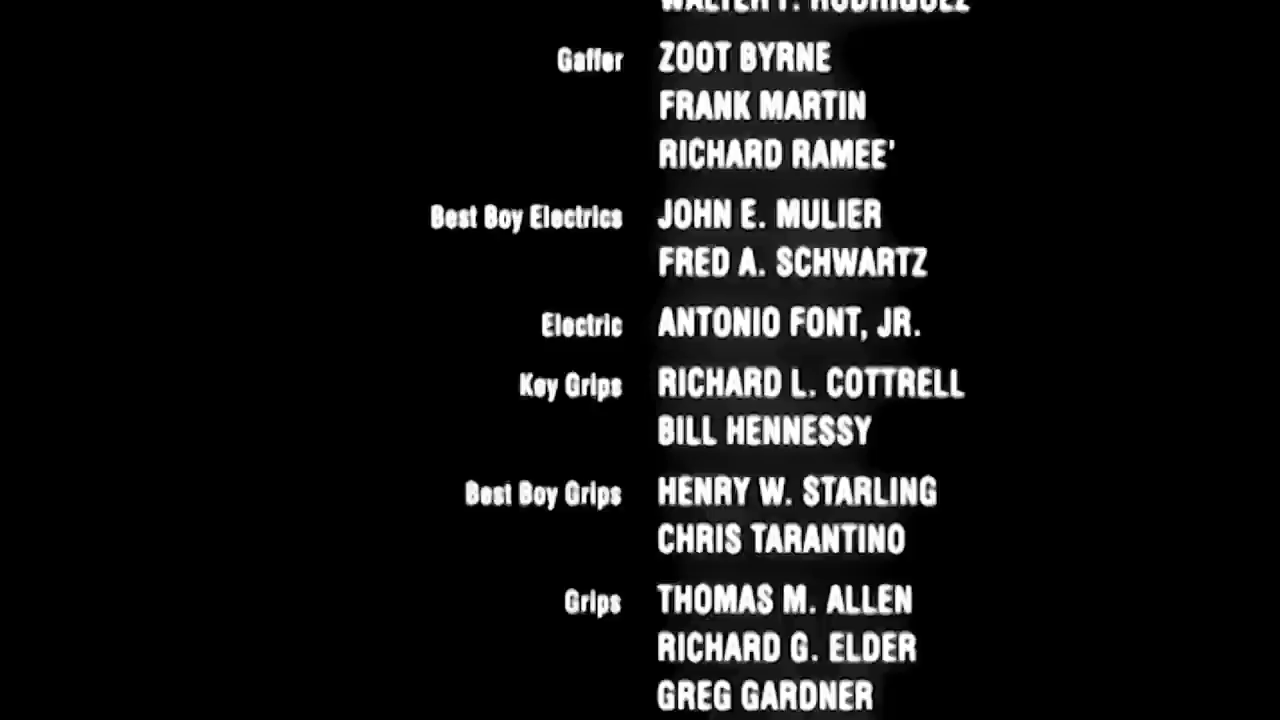 WALTER F. RODRIGUEZ
Gaffer ZOOT BYRNE
FRANK MARTIN
RICHARD RAMEE'
Best Boy Electrics JOHN E. MULIER
FRED A. SCHWARTZ
Electric ANTONIO FONT, JR.
Key Grips RICHARD L. COTTRELL
BILL HENNESSY
Best Boy Grips HENRY W. STARLING
CHRIS TARANTINO
Grips THOMAS M. ALLEN
RICHARD G. ELDER
GREG GARDNER